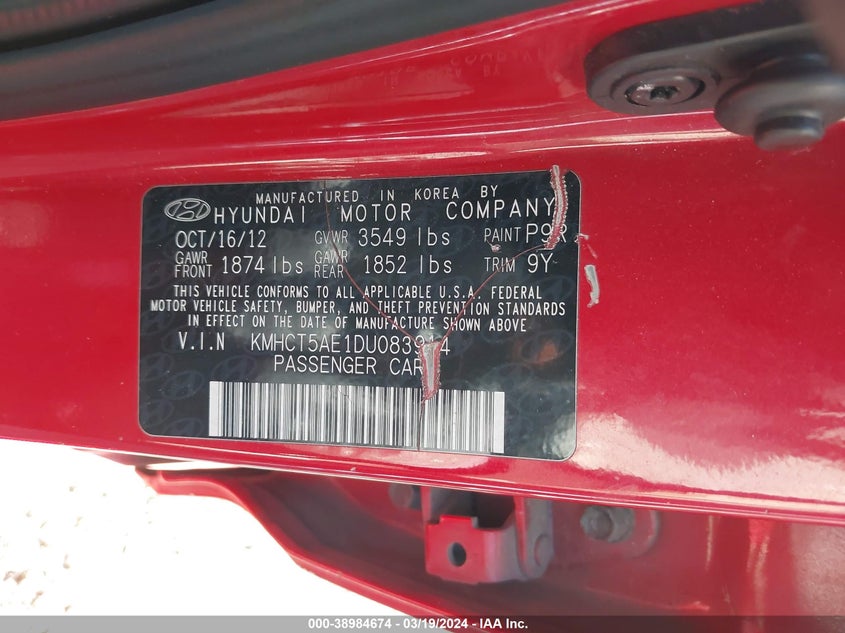 MANUFACTURED IN KOREA BY
HYUNDAI MOTOR COMPANY
OCT/16/12 GVWR 3549 lbs PAINT P9R
GAWR FRONT 1874 lbs GAWR REAR 1852 lbs TRIM 9Y
THIS VEHICLE CONFORMS TO ALL APPLICABLE U.S.A. FEDERAL
MOTOR VEHICLE SAFETY, BUMPER, AND THEFT PREVENTION STANDARDS
IN EFFECT ON THE DATE OF MANUFACTURE SHOWN ABOVE
V.I.N KMHCT5AE1DU083914
PASSENGER CAR
000-38984674 - 03/19/2024 - IAA Inc.